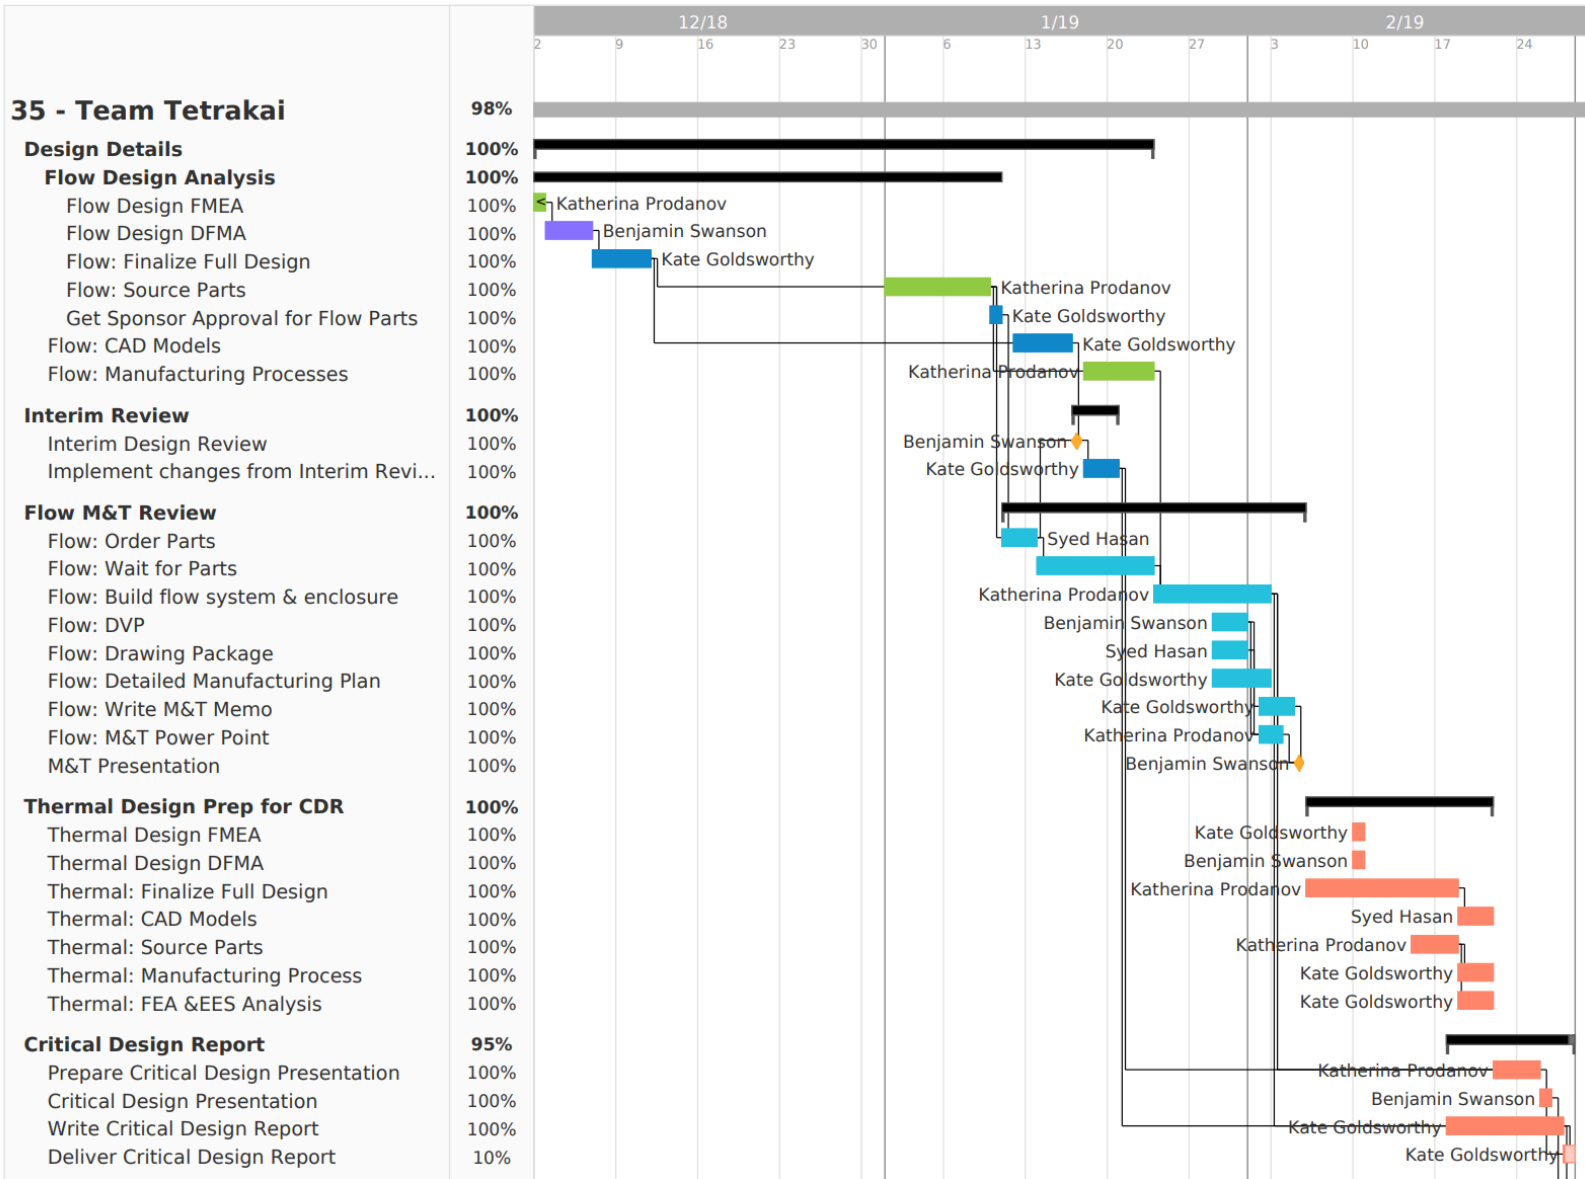 12/18 1/19 2/19
2 9 16 23 30 6 13 20 27 3 10 17 24
35 - Team Tetrakai 98%
Design Details 100%
Flow Design Analysis 100%
Flow Design FMEA 100% < Katherina Prodanov
Flow Design DFMA 100% Benjamin Swanson
Flow: Finalize Full Design 100% Kate Goldsworthy
Flow: Source Parts 100% Katherina Prodanov
Get Sponsor Approval for Flow Parts 100% Kate Goldsworthy
Flow: CAD Models 100% Kate Goldsworthy
Flow: Manufacturing Processes 100% Katherina Prodanov
Interim Review 100%
Interim Design Review 100% Benjamin Swanson
Implement changes from Interim Revi... 100% Kate Goldsworthy
Flow M&T Review 100%
Flow: Order Parts 100% Syed Hasan
Flow: Wait for Parts 100%
Flow: Build flow system & enclosure 100% Katherina Prodanov
Flow: DVP 100% Benjamin Swanson
Flow: Drawing Package 100% Syed Hasan
Flow: Detailed Manufacturing Plan 100% Kate Goldsworthy
Flow: Write M&T Memo 100% Kate Goldsworthy
Flow: M&T Power Point 100% Katherina Prodanov
M&T Presentation 100% Benjamin Swanson
Thermal Design Prep for CDR 100%
Thermal Design FMEA 100% Kate Goldsworthy
Thermal Design DFMA 100% Benjamin Swanson
Thermal: Finalize Full Design 100% Katherina Prodanov
Thermal: CAD Models 100% Syed Hasan
Thermal: Source Parts 100% Katherina Prodanov
Thermal: Manufacturing Process 100% Kate Goldsworthy
Thermal: FEA &EES Analysis 100% Kate Goldsworthy
Critical Design Report 95%
Prepare Critical Design Presentation 100% Katherina Prodanov
Critical Design Presentation 100% Benjamin Swanson
Write Critical Design Report 100% Kate Goldsworthy
Deliver Critical Design Report 10% Kate Goldsworthy